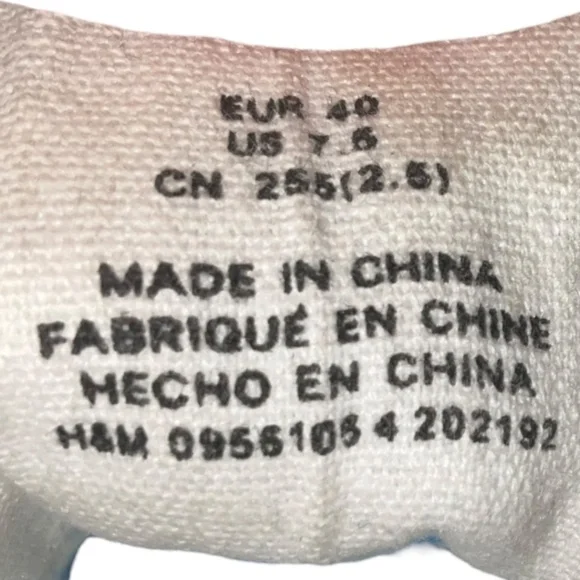 EUR 40
US 7.5
CN 255(2.5)
MADE IN CHINA
FABRIQUÉ EN CHINE
HECHO EN CHINA
H&M 0956106 4 202192